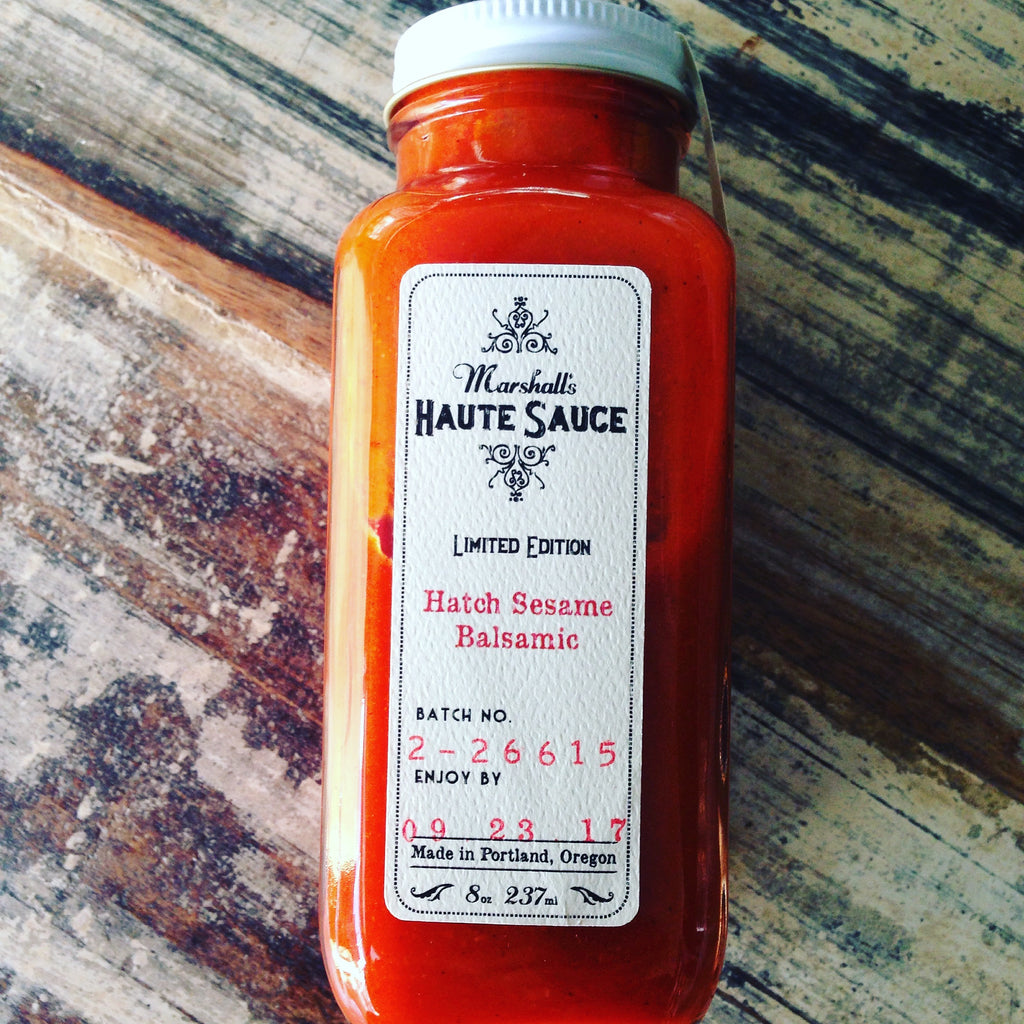 Marshall's
HAUTE SAUCE
LIMITED EDITION
Hatch Sesame
Balsamic
BATCH NO.
2-26615
ENJOY BY
09 23 17
Made in Portland, Oregon
8oz 237ml